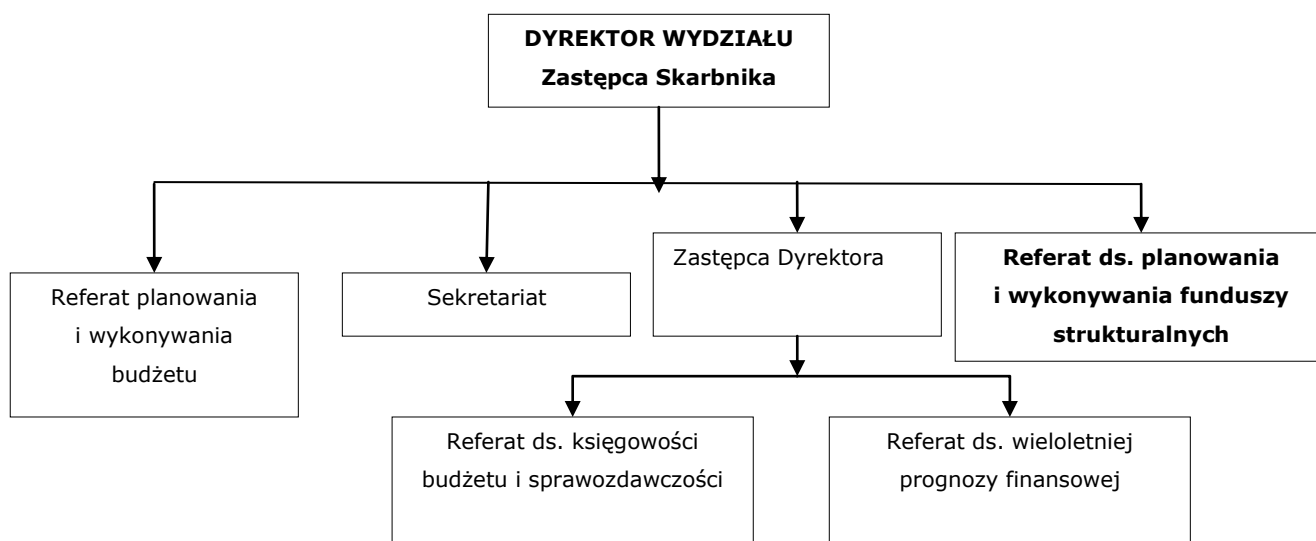 DYREKTOR WYDZIAŁU
Zastępca Skarbnika
Referat planowania
i wykonywania
budżetu
Sekretariat
Zastępca Dyrektora
Referat ds. planowania
i wykonywania funduszy
strukturalnych
Referat ds. księgowości
budżetu i sprawozdawczości
Referat ds. wieloletniej
prognozy finansowej